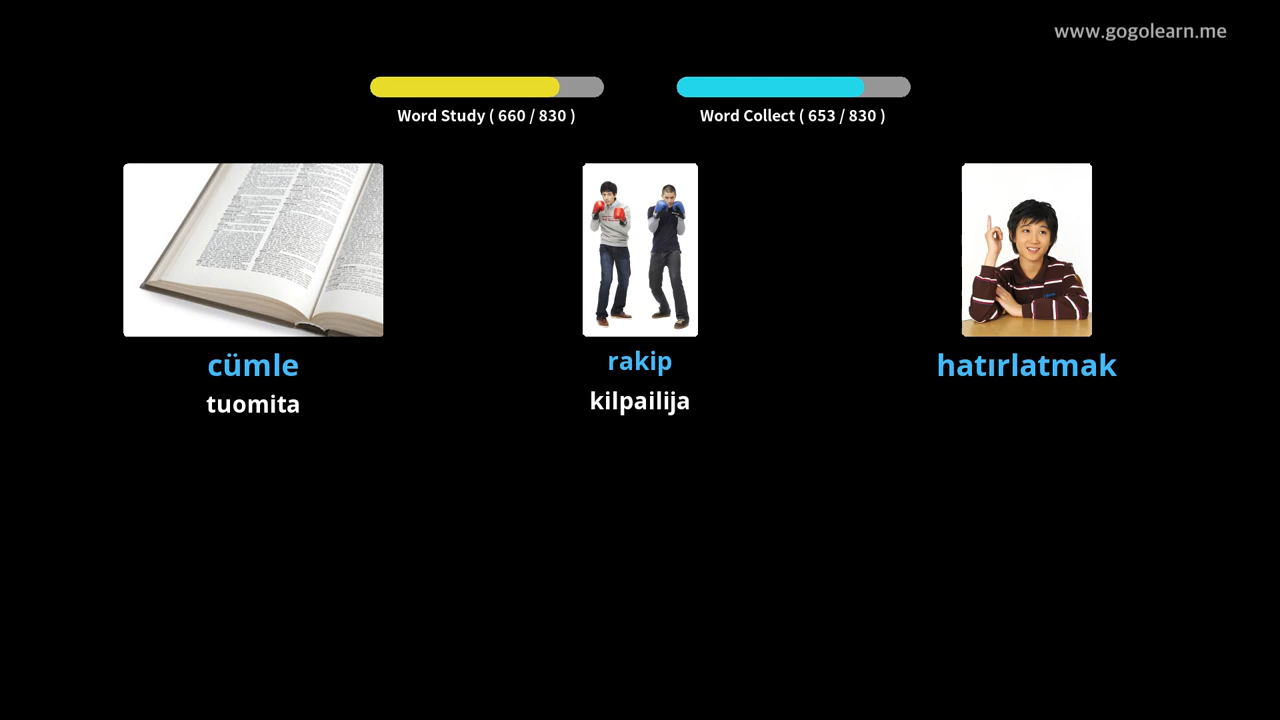 www.gogolearn.me
Word Study ( 660 / 830 )
Word Collect ( 653 / 830 )
cümle
tuomita
rakip
kilpailija
hatırlatmak